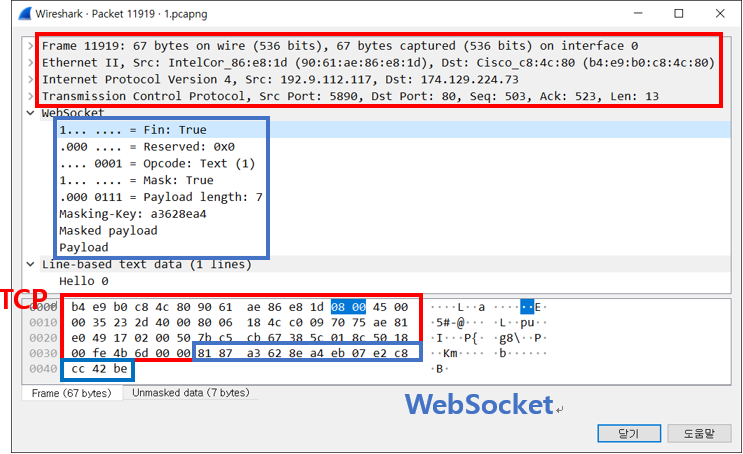 Wireshark · Packet 11919 · 1.pcapng
Frame 11919: 67 bytes on wire (536 bits), 67 bytes captured (536 bits) on interface 0
Ethernet II, Src: IntelCor_86:e8:1d (90:61:ae:86:e8:1d), Dst: Cisco_c8:4c:80 (b4:e9:b0:c8:4c:80)
Internet Protocol Version 4, Src: 192.9.112.117, Dst: 174.129.224.73
Transmission Control Protocol, Src Port: 5890, Dst Port: 80, Seq: 503, Ack: 523, Len: 13
WebSocket
1... .... = Fin: True
.000 .... = Reserved: 0x0
.... 0001 = Opcode: Text (1)
1... .... = Mask: True
.000 0111 = Payload length: 7
Masking-Key: a3628ea4
Masked payload
Payload
Line-based text data (1 lines)
Hello 0
TCP
0000 b4 e9 b0 c8 4c 80 90 61 ae 86 e8 1d 08 00 45 00 ····L··a ······E·
0010 00 35 23 2d 40 00 80 06 18 4c c0 09 70 75 ae 81 ·5#-@··· ·L··pu··
0020 e0 49 17 02 00 50 7b c5 cb 67 38 5c 01 8c 50 18 ·I···P{· ·g8\··P·
0030 00 fe 4b 6d 00 00 81 87 a3 62 8e a4 eb 07 e2 c8 ··Km···· ·b······
0040 cc 42 be ·B·
Frame (67 bytes) Unmasked data (7 bytes)
WebSocket
닫기 도움말